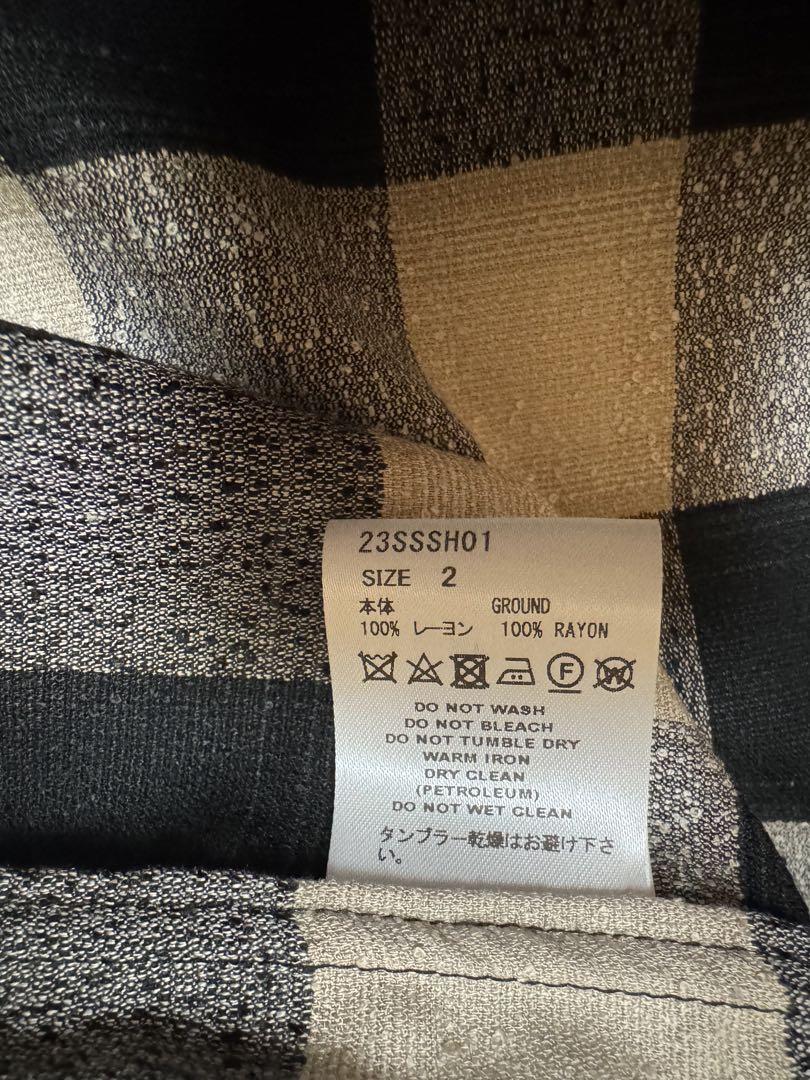 23SSSH01
SIZE 2
本体 GROUND
100% レーヨン 100% RAYON
F W
DO NOT WASH
DO NOT BLEACH
DO NOT TUMBLE DRY
WARM IRON
DRY CLEAN
(PETROLEUM)
DO NOT WET CLEAN
タンブラー乾燥はお避け下さ
い。